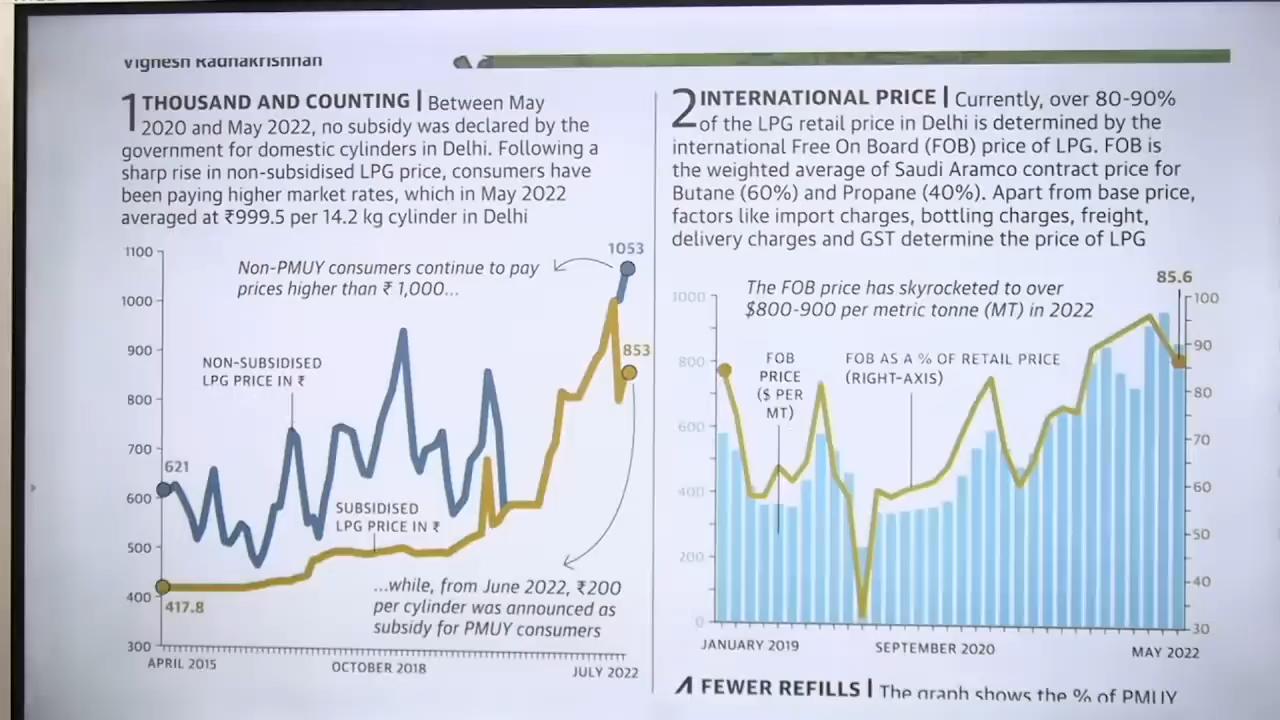 Vignesh Radhakrishnan
1 THOUSAND AND COUNTING | Between May
2020 and May 2022, no subsidy was declared by the
government for domestic cylinders in Delhi. Following a
sharp rise in non-subsidised LPG price, consumers have
been paying higher market rates, which in May 2022
averaged at ₹999.5 per 14.2 kg cylinder in Delhi
1100
1000
900
800
700
600
500
400
300
1053
Non-PMUY consumers continue to pay
prices higher than ₹ 1,000...
853
NON-SUBSIDISED
LPG PRICE IN ₹
621
SUBSIDISED
LPG PRICE IN ₹
417.8
...while, from June 2022, ₹200
per cylinder was announced as
subsidy for PMUY consumers
APRIL 2015
OCTOBER 2018
JULY 2022
2 INTERNATIONAL PRICE | Currently, over 80-90%
of the LPG retail price in Delhi is determined by the
international Free On Board (FOB) price of LPG. FOB is
the weighted average of Saudi Aramco contract price for
Butane (60%) and Propane (40%). Apart from base price,
factors like import charges, bottling charges, freight,
delivery charges and GST determine the price of LPG
85.6
The FOB price has skyrocketed to over
$800-900 per metric tonne (MT) in 2022
1000
800
600
400
200
0
FOB
PRICE
($ PER
MT)
FOB AS A % OF RETAIL PRICE
(RIGHT-AXIS)
100
90
80
70
60
50
40
30
JANUARY 2019
SEPTEMBER 2020
MAY 2022
4 FEWER REFILLS | The graph shows the % of PMUY